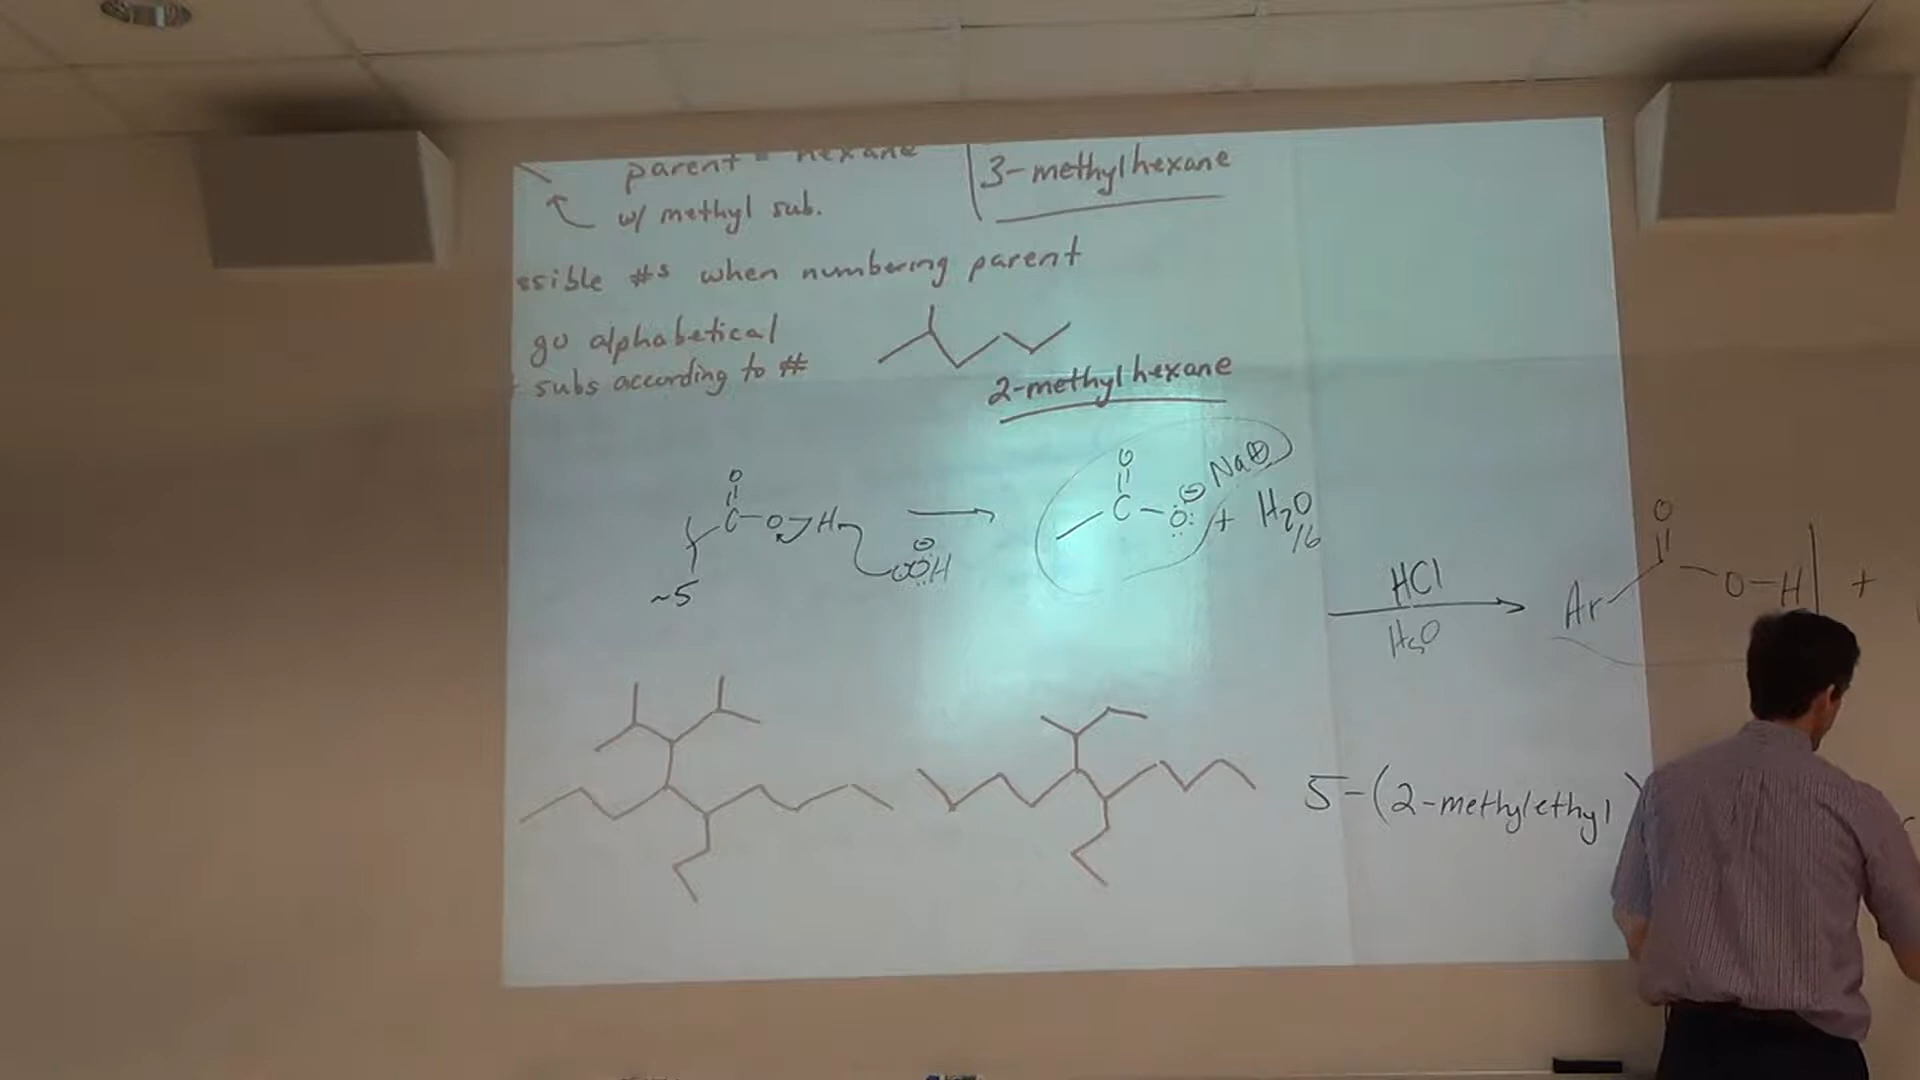 parent = hexane
w/ methyl sub.
3-methylhexane
ssible #s when numbering parent
go alphabetical
subs according to #
2-methylhexane
O
C-O-H
⊖
OH
~5
O
C-O:
⊖
Na⊕
+ H2O
16
HCl
H2O
O
Ar
O-H
+
5-(2-methylethyl)